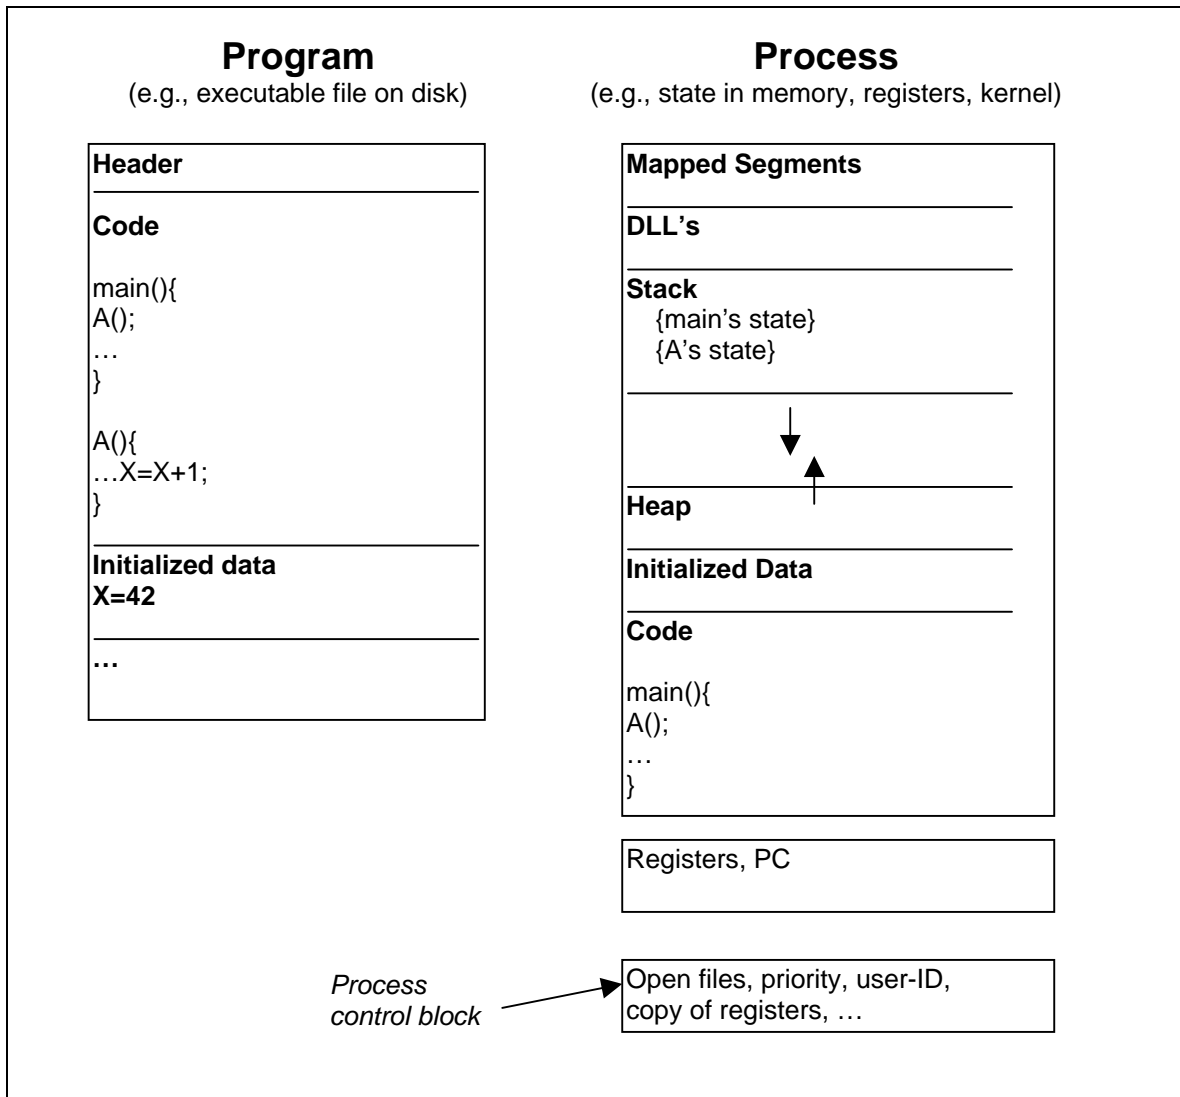 Program
(e.g., executable file on disk)
Header
Code
main(){
A();
…
}
A(){
…X=X+1;
}
Initialized data
X=42
…
Process
(e.g., state in memory, registers, kernel)
Mapped Segments
DLL's
Stack
{main's state}
{A's state}
Heap
Initialized Data
Code
main(){
A();
…
}
Registers, PC
Process
control block
Open files, priority, user-ID,
copy of registers, …